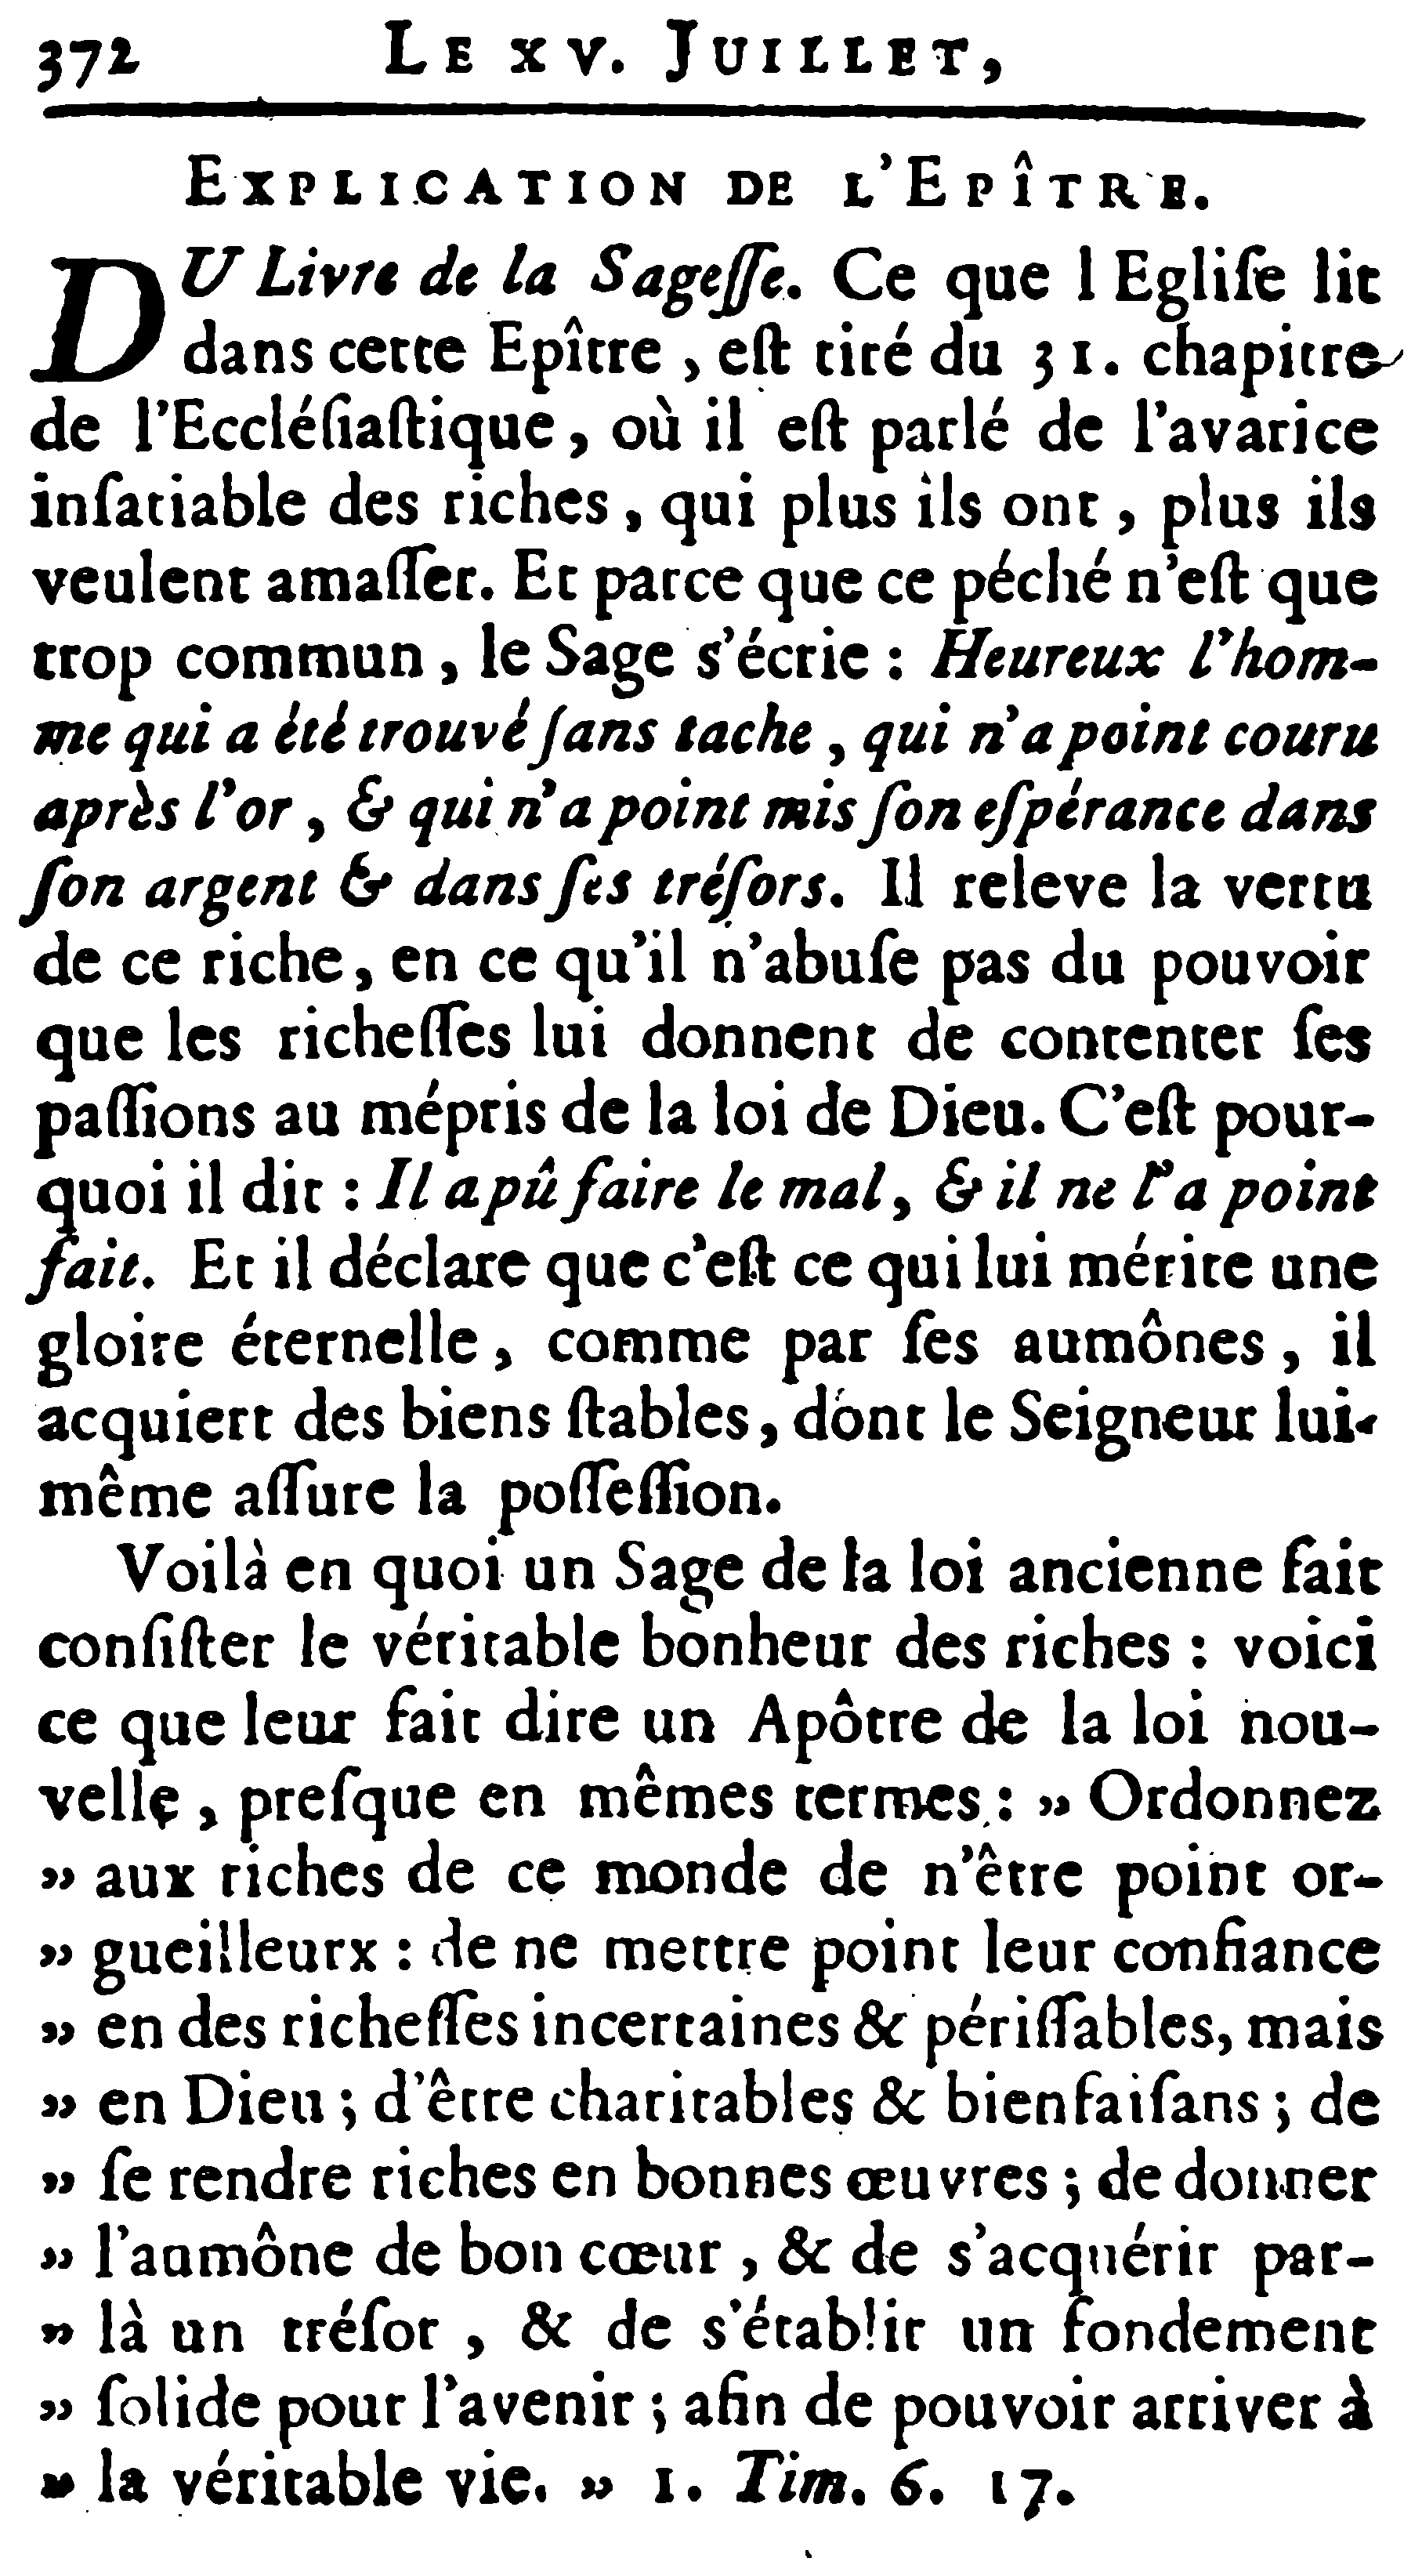 372 LE XV. JUILLET,
EXPLICATION DE L'EPÎTRE.
DU Livre de la Sageſſe. Ce que l Egliſe lit
dans cette Epître, eſt tiré du 31. chapitre
de l'Eccléſiaſtique, où il eſt parlé de l'avarice
inſatiable des riches, qui plus ils ont, plus ils
veulent amaſſer. Et parce que ce péché n'eſt que
trop commun, le Sage s'écrie : Heureux l'hom-
me qui a été trouvé ſans tache, qui n'a point couru
après l'or, & qui n'a point mis ſon eſpérance dans
ſon argent & dans ſes tréſors. Il releve la vertu
de ce riche, en ce qu'il n'abuſe pas du pouvoir
que les richeſſes lui donnent de contenter ſes
paſſions au mépris de la loi de Dieu. C'eſt pour-
quoi il dit : Il a pû faire le mal, & il ne l'a point
fait. Et il déclare que c'eſt ce qui lui mérite une
gloire éternelle, comme par ſes aumônes, il
acquiert des biens ſtables, dont le Seigneur lui-
même aſſure la poſſeſſion.
Voilà en quoi un Sage de la loi ancienne fait
conſiſter le véritable bonheur des riches : voici
ce que leur fait dire un Apôtre de la loi nou-
velle, preſque en mêmes termes : » Ordonnez
» aux riches de ce monde de n'être point or-
» gueilleurx : de ne mettre point leur confiance
» en des richeſſes incertaines & périſſables, mais
» en Dieu ; d'être charitables & bienfaiſans ; de
» ſe rendre riches en bonnes œuvres ; de donner
» l'aumône de bon cœur, & de s'acquérir par-
» là un tréſor, & de s'établir un fondement
» ſolide pour l'avenir ; afin de pouvoir arriver à
» la véritable vie. » 1. Tim. 6. 17.